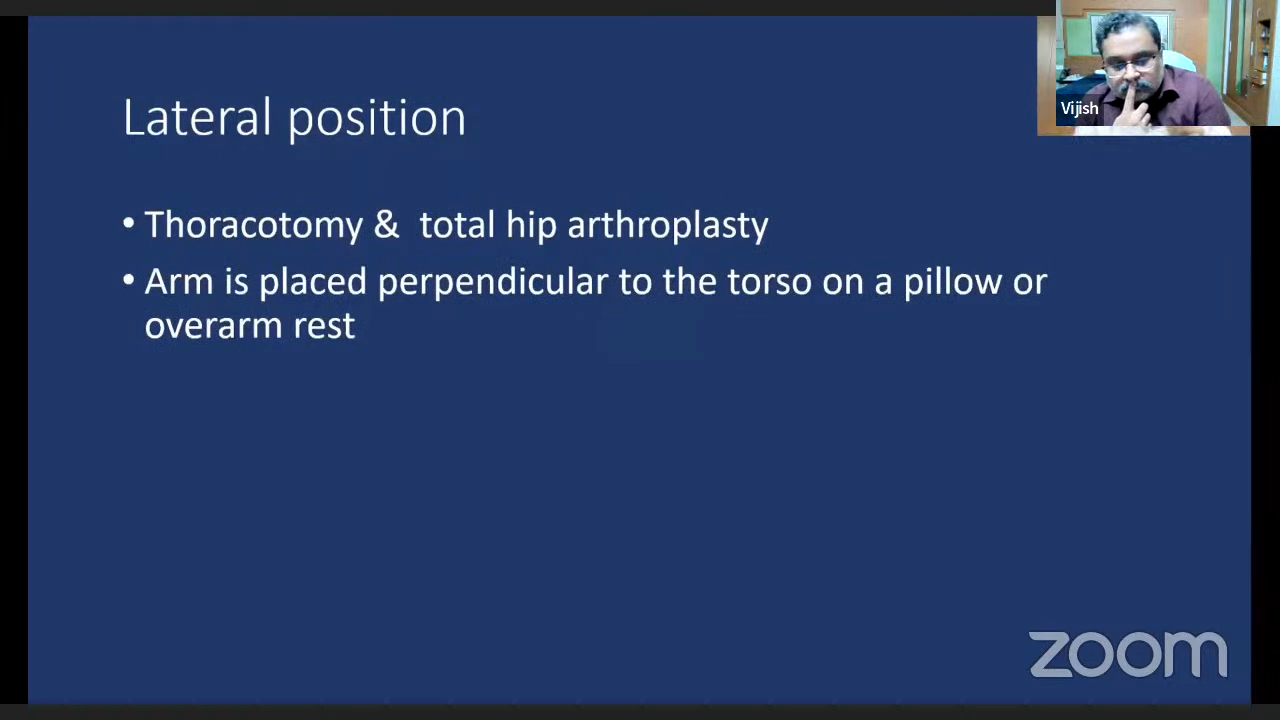 Vijish
Lateral position
• Thoracotomy & total hip arthroplasty
• Arm is placed perpendicular to the torso on a pillow or
overarm rest
zoom